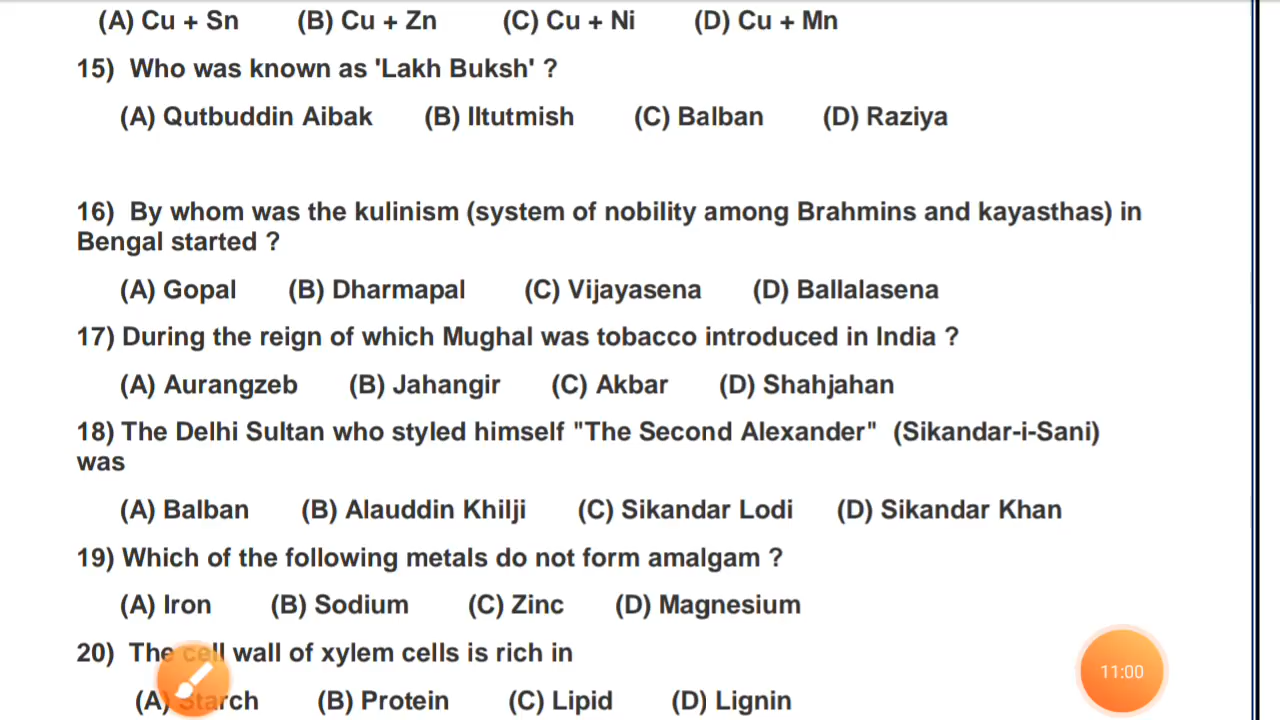 (A) Cu + Sn (B) Cu + Zn (C) Cu + Ni (D) Cu + Mn
15) Who was known as 'Lakh Buksh' ?
(A) Qutbuddin Aibak (B) Iltutmish (C) Balban (D) Raziya
16) By whom was the kulinism (system of nobility among Brahmins and kayasthas) in
Bengal started ?
(A) Gopal (B) Dharmapal (C) Vijayasena (D) Ballalasena
17) During the reign of which Mughal was tobacco introduced in India ?
(A) Aurangzeb (B) Jahangir (C) Akbar (D) Shahjahan
18) The Delhi Sultan who styled himself "The Second Alexander" (Sikandar-i-Sani)
was
(A) Balban (B) Alauddin Khilji (C) Sikandar Lodi (D) Sikandar Khan
19) Which of the following metals do not form amalgam ?
(A) Iron (B) Sodium (C) Zinc (D) Magnesium
20) The cell wall of xylem cells is rich in
(A) Starch (B) Protein (C) Lipid (D) Lignin
11:00